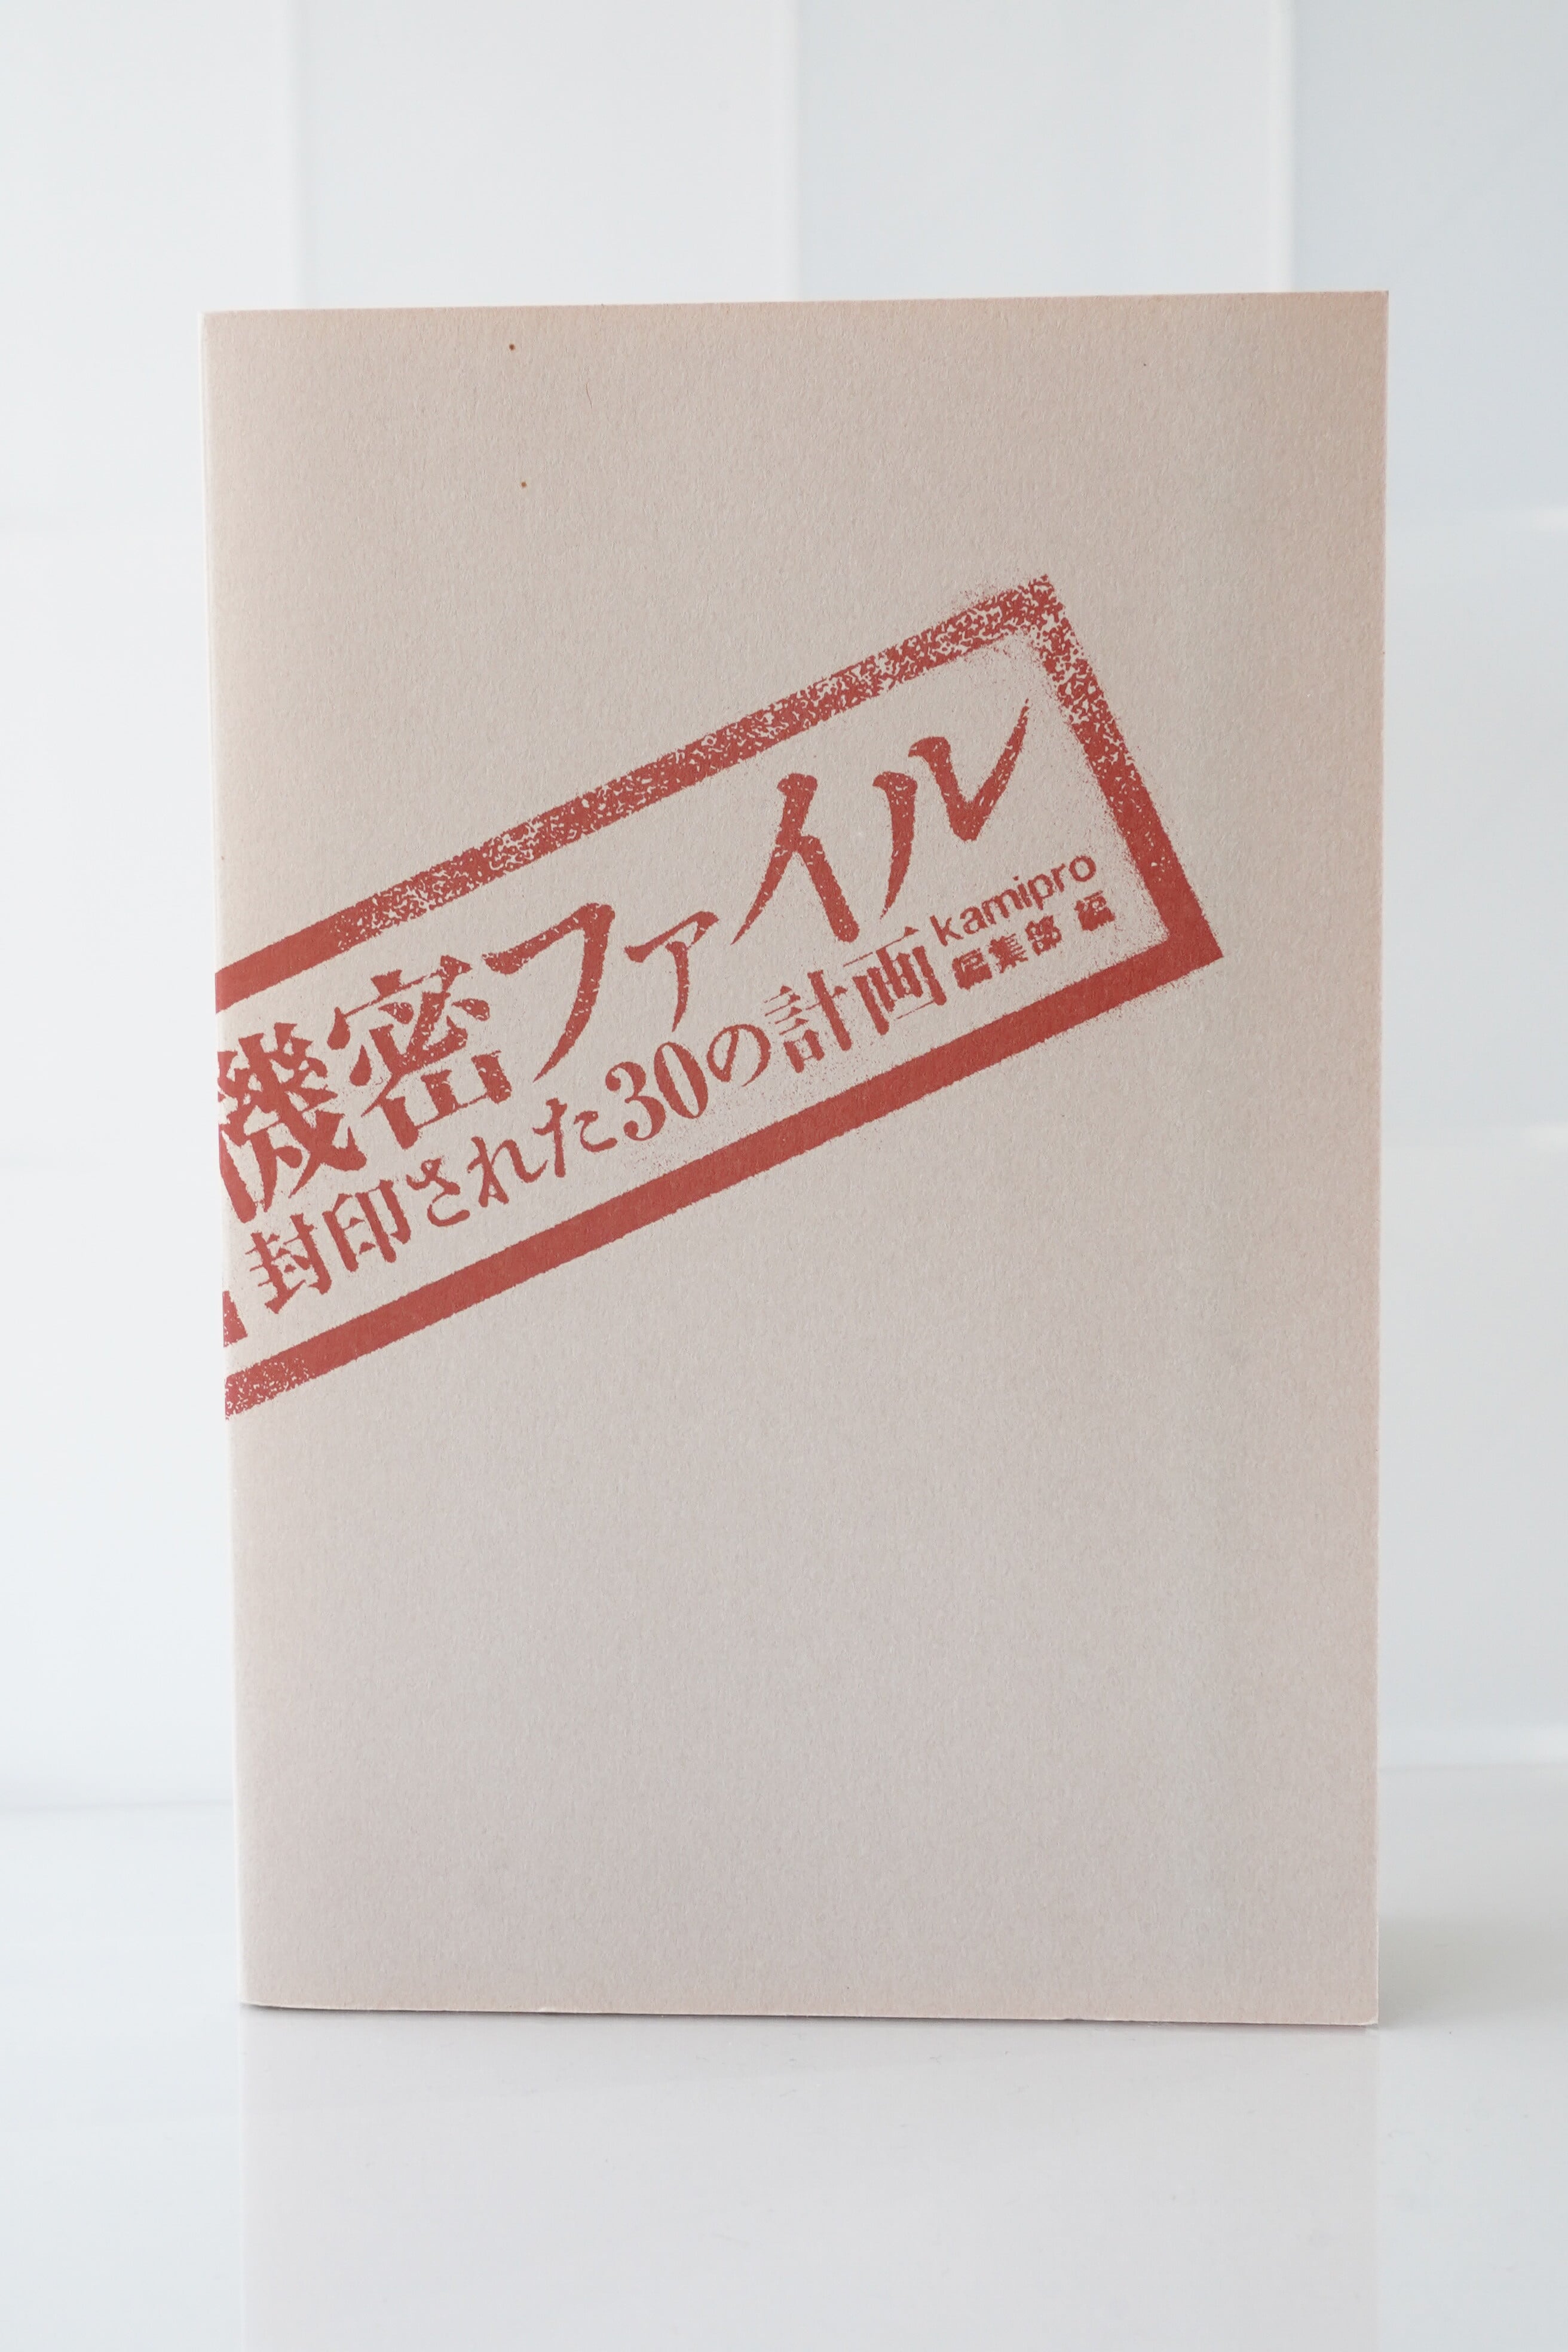 機密ファイル
封印された30の計画
kamipro
編集部 編